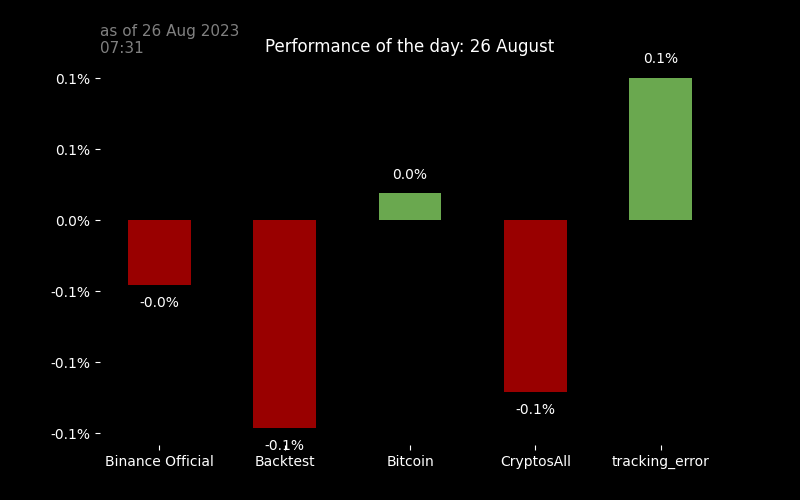 as of 26 Aug 2023
07:31
Performance of the day: 26 August
0.1%
0.1%
0.1%
0.0%
0.0%
-0.1%
-0.0%
-0.1%
-0.1%
-0.1%
-0.1%
Binance Official
Backtest
Bitcoin
CryptosAll
tracking_error